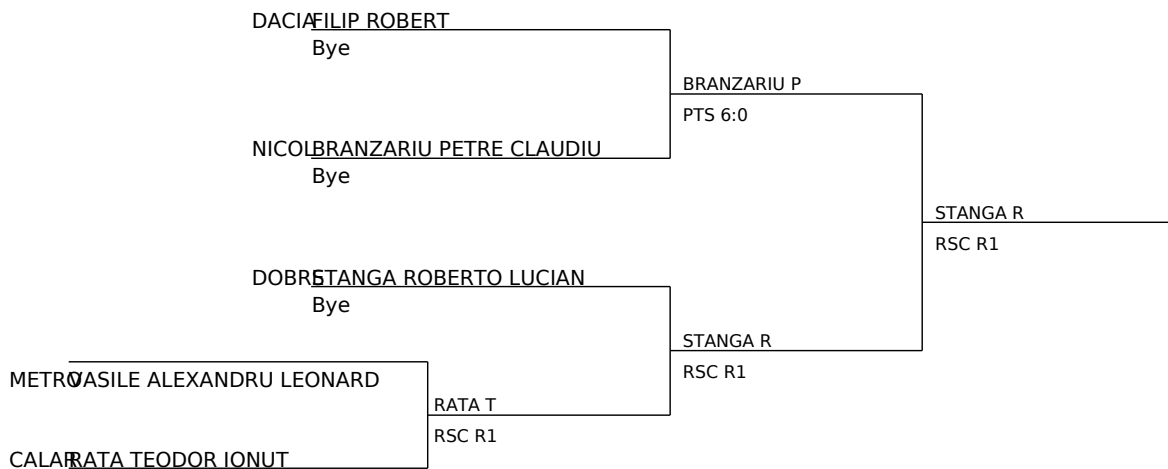 DACIA FILIP ROBERT
Bye
BRANZARIU P
PTS 6:0
NICOL BRANZARIU PETRE CLAUDIU
Bye
STANGA R
RSC R1
DOBRE STANGA ROBERTO LUCIAN
Bye
STANGA R
RSC R1
METRO VASILE ALEXANDRU LEONARD
RATA T
RSC R1
CALAR RATA TEODOR IONUT